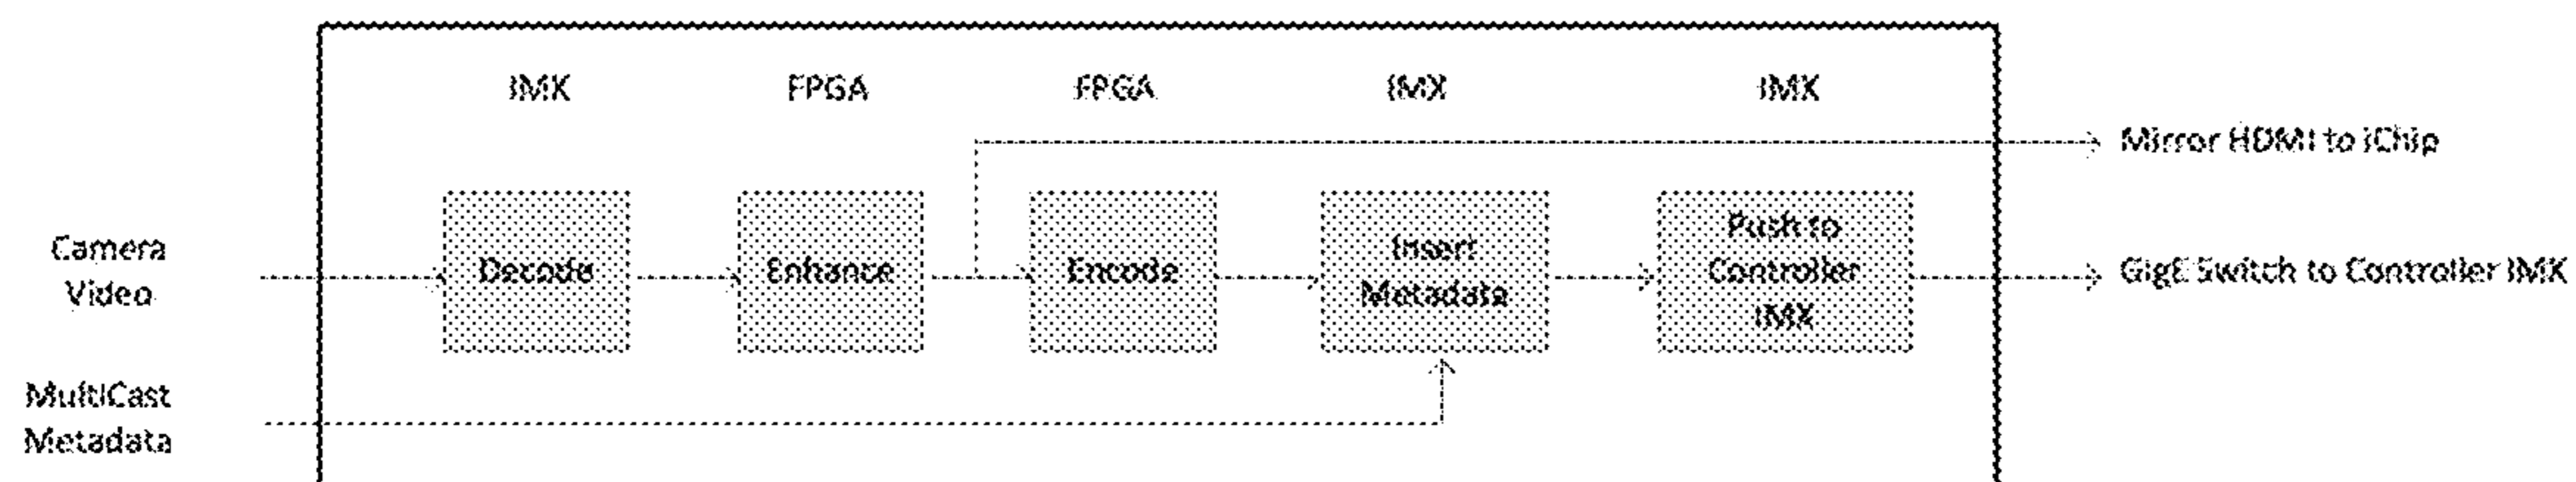 IMX FPGA FPGA IMX IMX
Mirror HDMI to iChip
Camera
Video
Decode
Enhance
Encode
Insert
Metadata
Push to
Controller
IMX
GigE Switch to Controller IMX
MultiCast
Metadata